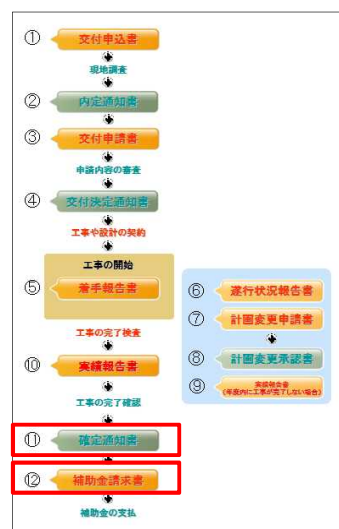 ① 交付申込書
現地調査
② 内定通知書
③ 交付申請書
申請内容の審査
④ 交付決定通知書
工事や設計の契約
工事の開始
⑤ 着手報告書
工事の完了検査
⑩ 実績報告書
工事の完了確認
⑪ 確定通知書
⑫ 補助金請求書
補助金の支払
⑥ 遂行状況報告書
⑦ 計画変更申請書
⑧ 計画変更承認書
⑨ 実績報告書
(年度内に工事が完了しない場合)